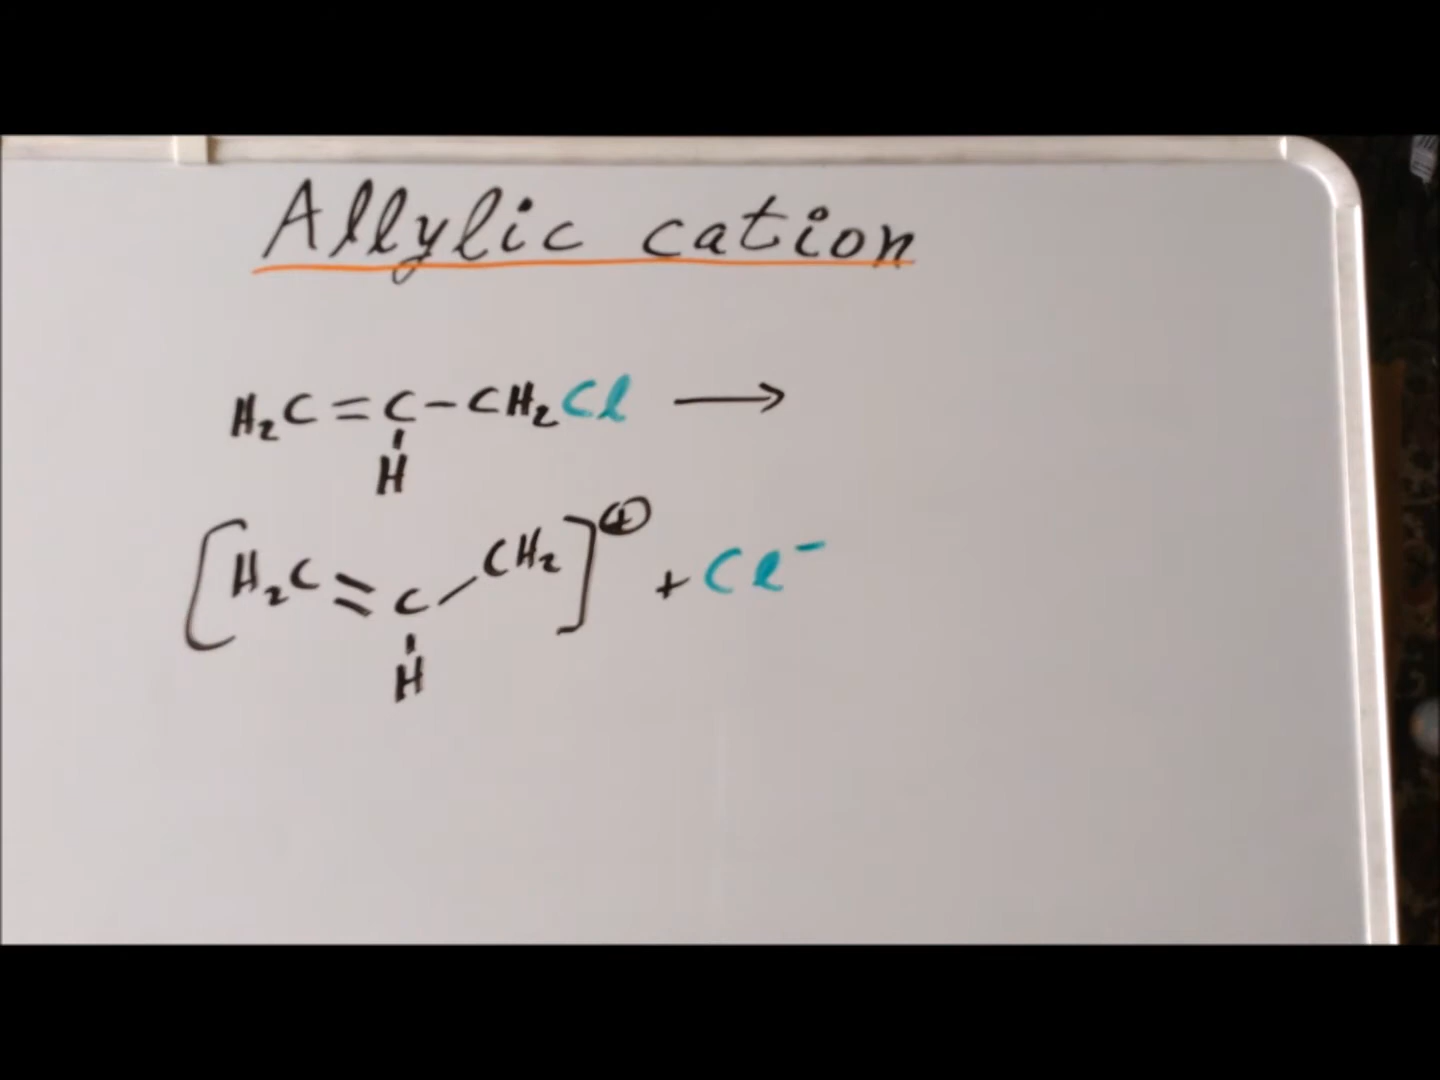 Allylic cation
H₂C=C-CH₂Cl ⟶
H
[H₂C=C-CH₂]⊕ + Cl⁻
H